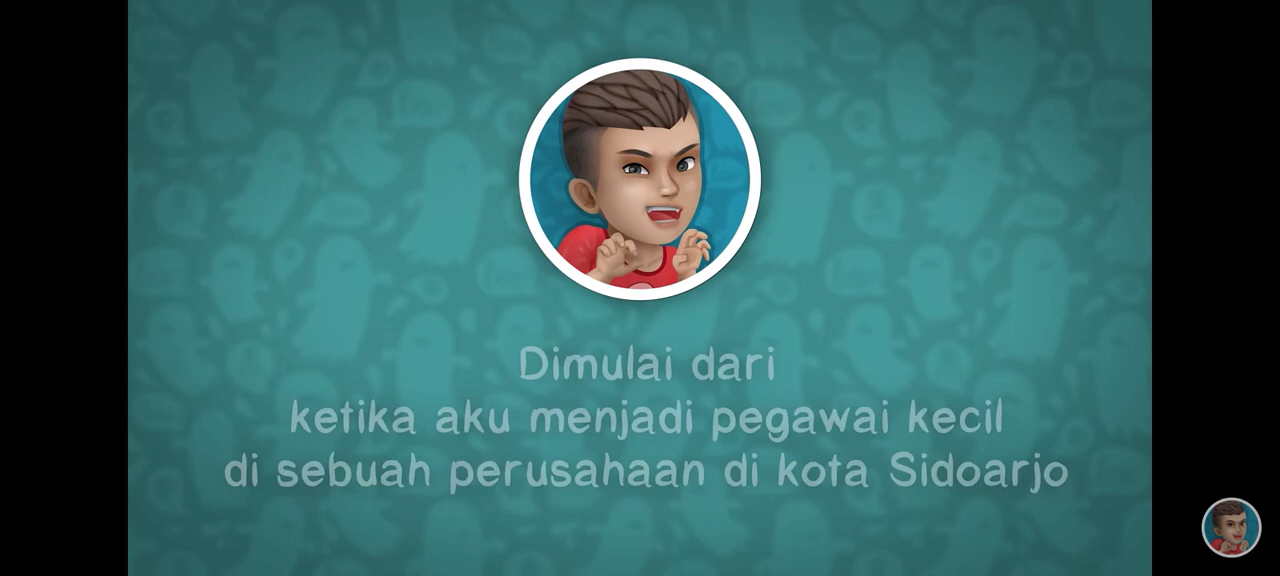 Dimulai dari
ketika aku menjadi pegawai kecil
di sebuah perusahaan di kota Sidoarjo